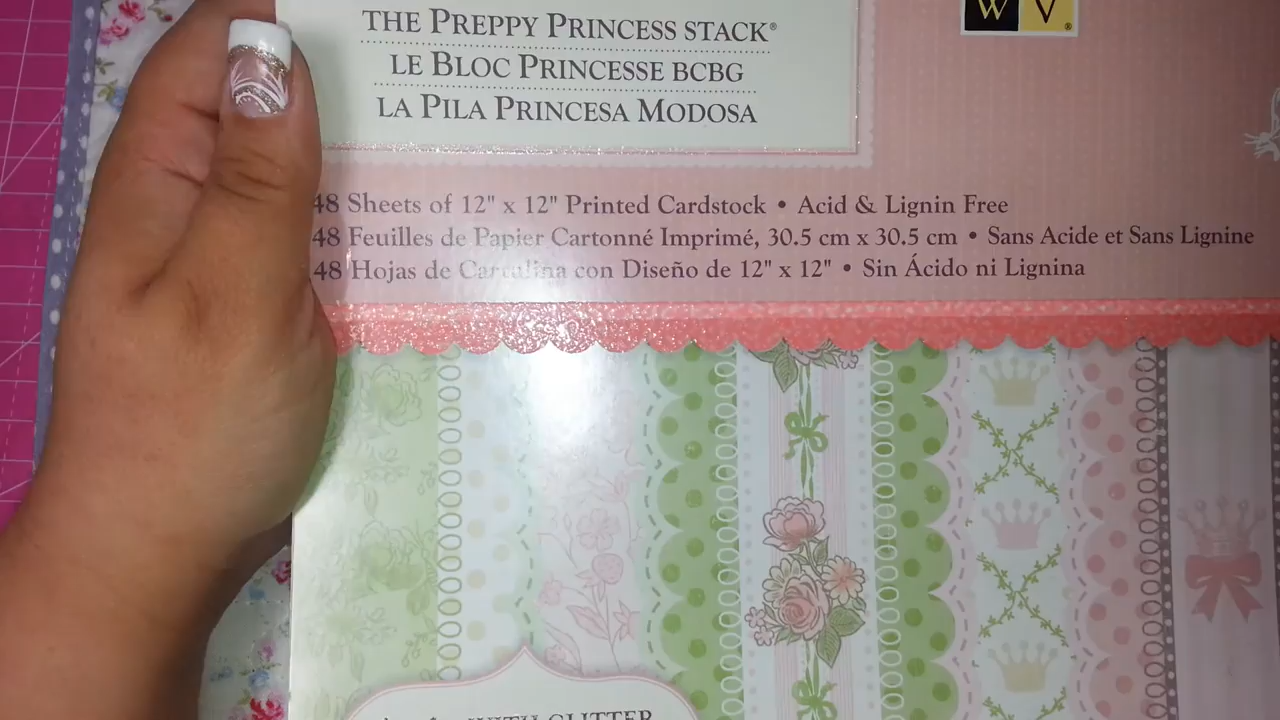 THE PREPPY PRINCESS STACK®
W V®
LE BLOC PRINCESSE BCBG
LA PILA PRINCESA MODOSA
48 Sheets of 12" x 12" Printed Cardstock • Acid & Lignin Free
48 Feuilles de Papier Cartonné Imprimé, 30.5 cm x 30.5 cm • Sans Acide et Sans Lignine
48 Hojas de Cartulina con Diseño de 12" x 12" • Sin Ácido ni Lignina
WITH GLITTER